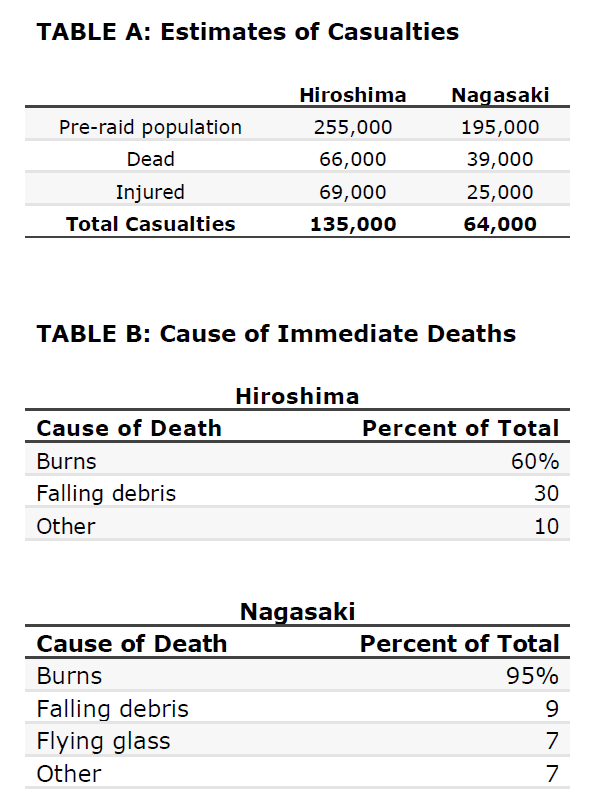 TABLE A: Estimates of Casualties
Hiroshima Nagasaki
Pre-raid population 255,000 195,000
Dead 66,000 39,000
Injured 69,000 25,000
Total Casualties 135,000 64,000
TABLE B: Cause of Immediate Deaths
Hiroshima
Cause of Death Percent of Total
Burns 60%
Falling debris 30
Other 10
Nagasaki
Cause of Death Percent of Total
Burns 95%
Falling debris 9
Flying glass 7
Other 7